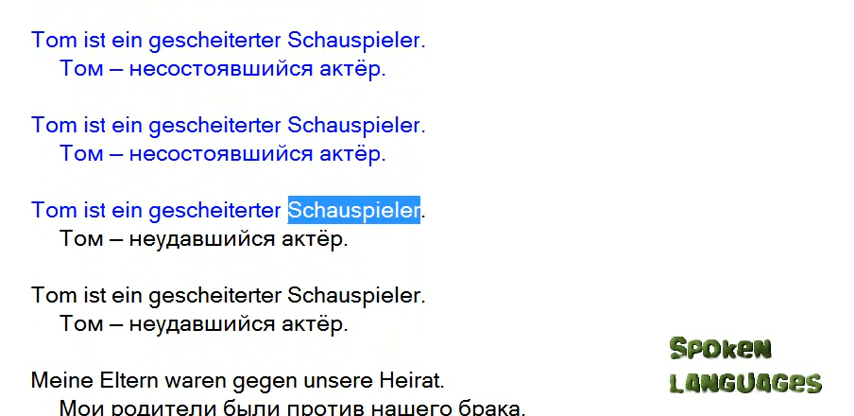 Tom ist ein gescheiterter Schauspieler.
Том — несостоявшийся актёр.
Tom ist ein gescheiterter Schauspieler.
Том — несостоявшийся актёр.
Tom ist ein gescheiterter Schauspieler.
Том — неудавшийся актёр.
Tom ist ein gescheiterter Schauspieler.
Том — неудавшийся актёр.
Meine Eltern waren gegen unsere Heirat.
Мои родители были против нашего брака.
SPOKEN
LANGUAGES